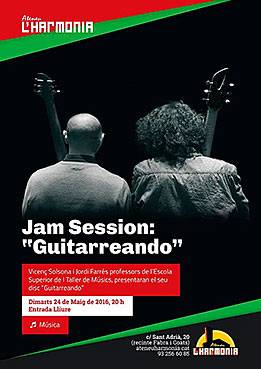 Ateneu
L'HARMONIA
Jam Session:
"Guitarreando"
Vicenç Solsona i Jordi Farrés professors de l'Escola
Superior de l Taller de Músics, presentaran el seu
disc "Guitarreando"
Dimarts 24 de Maig de 2016, 20 h
Entrada Lliure
Música
c/ Sant Adrià, 20
(recinte Fabra i Coats)
ateneuharmonia.cat
93 256 60 85
Ateneu
L'HARMONIA